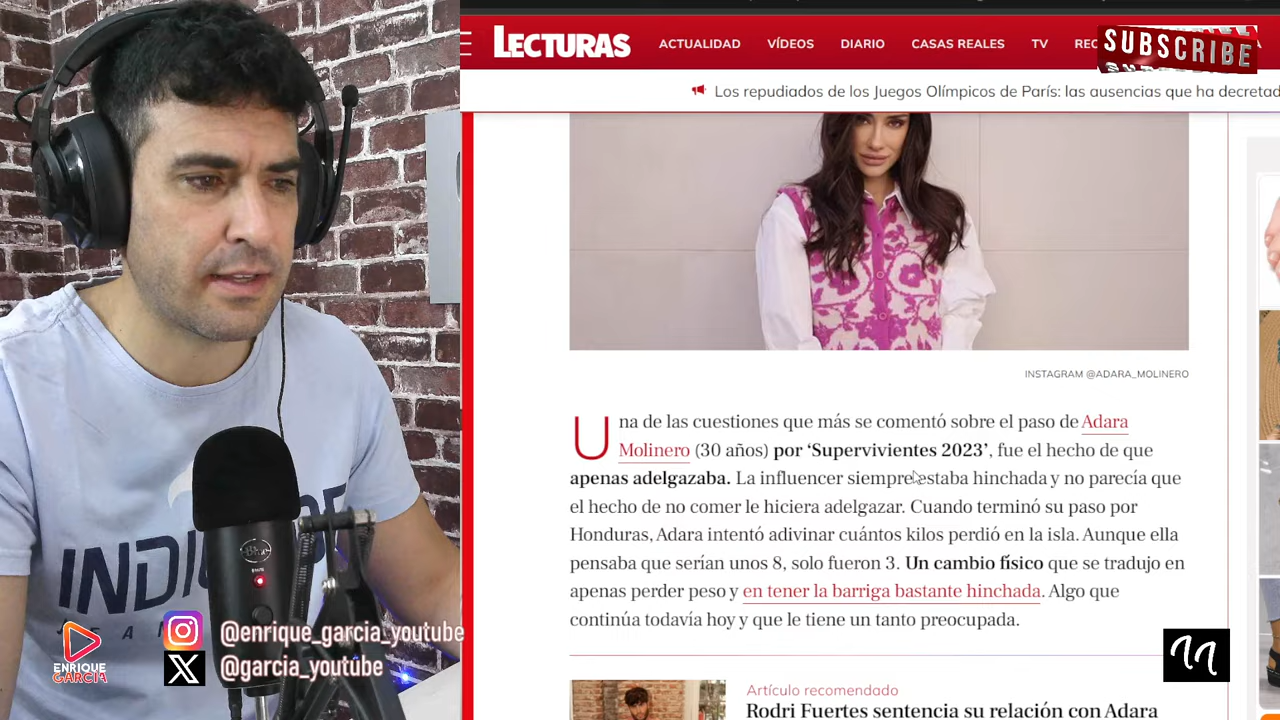 LECTURAS
ACTUALIDAD VÍDEOS DIARIO CASAS REALES TV
SUBSCRIBE
Los repudiados de los Juegos Olímpicos de París: las ausencias que ha decretad
INSTAGRAM @ADARA_MOLINERO
Una de las cuestiones que más se comentó sobre el paso de Adara
Molinero (30 años) por ‘Supervivientes 2023’, fue el hecho de que
apenas adelgazaba. La influencer siempre estaba hinchada y no parecía que
el hecho de no comer le hiciera adelgazar. Cuando terminó su paso por
Honduras, Adara intentó adivinar cuántos kilos perdió en la isla. Aunque ella
pensaba que serían unos 8, solo fueron 3. Un cambio físico que se tradujo en
apenas perder peso y en tener la barriga bastante hinchada. Algo que
continúa todavía hoy y que le tiene un tanto preocupada.
Artículo recomendado
Rodri Fuertes sentencia su relación con Adara
@enrique_garcia_youtube
@garcia_youtube
ENRIQUE
GARCIA